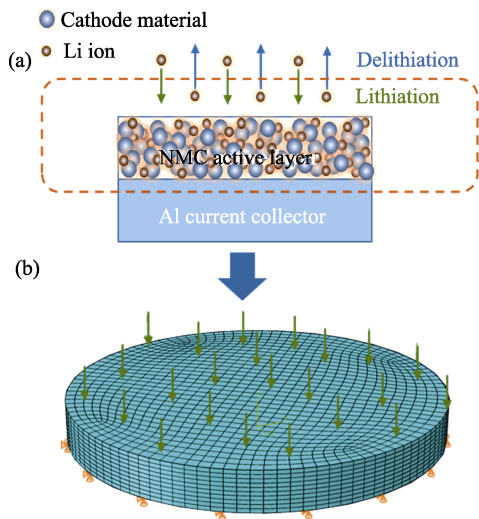 Cathode material
(a)
Li ion
Delithiation
Lithiation
NMC active layer
Al current collector
(b)